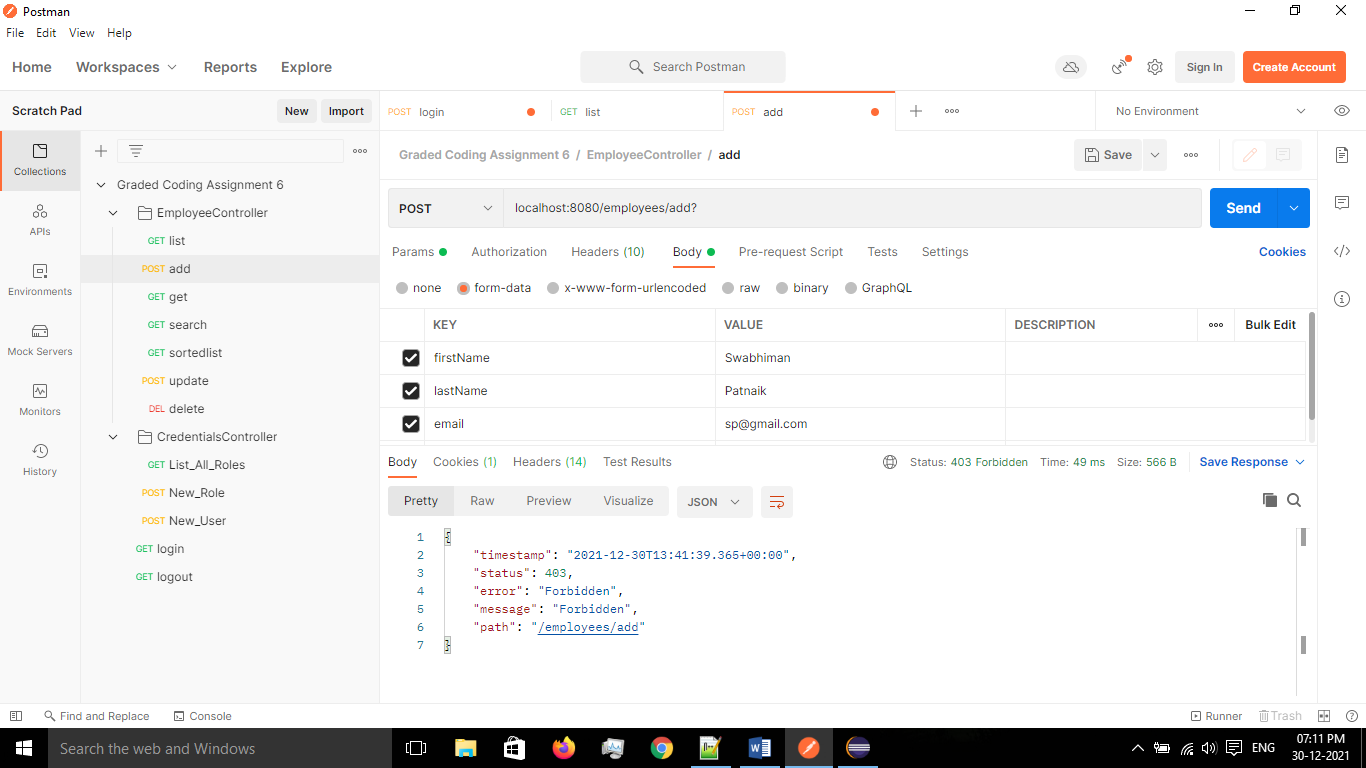 Postman
File Edit View Help
Home Workspaces Reports Explore Search Postman Sign In Create Account
Scratch Pad New Import
POST login GET list POST add No Environment
Collections
APIs
Environments
Mock Servers
Monitors
History
Graded Coding Assignment 6
EmployeeController
GET list
POST add
GET get
GET search
GET sortedlist
POST update
DEL delete
CredentialsController
GET List_All_Roles
POST New_Role
POST New_User
GET login
GET logout
Graded Coding Assignment 6 / EmployeeController / add Save
POST localhost:8080/employees/add? Send
Params Authorization Headers (10) Body Pre-request Script Tests Settings Cookies
none form-data x-www-form-urlencoded raw binary GraphQL
KEY VALUE DESCRIPTION Bulk Edit
firstName Swabhiman
lastName Patnaik
email sp@gmail.com
Body Cookies (1) Headers (14) Test Results Status: 403 Forbidden Time: 49 ms Size: 566 B Save Response
Pretty Raw Preview Visualize JSON
1 {
2 "timestamp": "2021-12-30T13:41:39.365+00:00",
3 "status": 403,
4 "error": "Forbidden",
5 "message": "Forbidden",
6 "path": "/employees/add"
7 }
Find and Replace Console Runner Trash
Search the web and Windows ENG 07:11 PM
30-12-2021